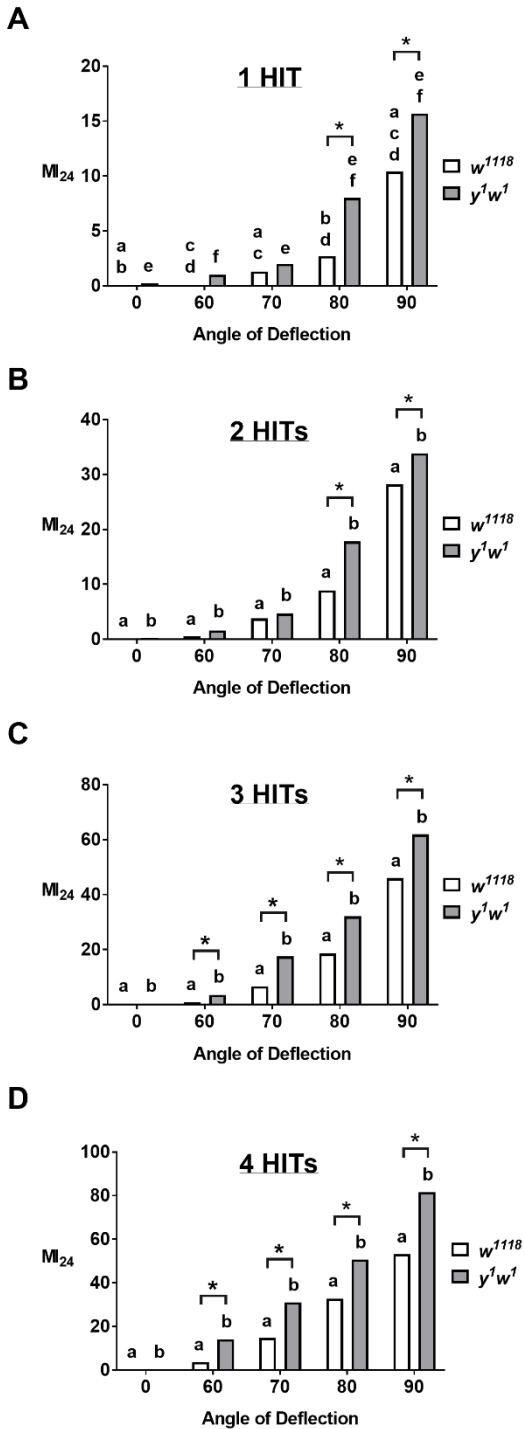 A
1 HIT
20
15
10
5
0
MI24
a b
e
c d
f
a c
e
b d
e f
*
a c d
e f
*
w1118
y1w1
0 60 70 80 90
Angle of Deflection
B
2 HITs
40
30
20
10
0
MI24
a b a b a b a b a b
* *
w1118
y1w1
0 60 70 80 90
Angle of Deflection
C
3 HITs
80
60
40
20
0
MI24
a b a b a b a b a b
* * * *
w1118
y1w1
0 60 70 80 90
Angle of Deflection
D
4 HITs
100
80
60
40
20
0
MI24
a b a b a b a b a b
* * * *
w1118
y1w1
0 60 70 80 90
Angle of Deflection